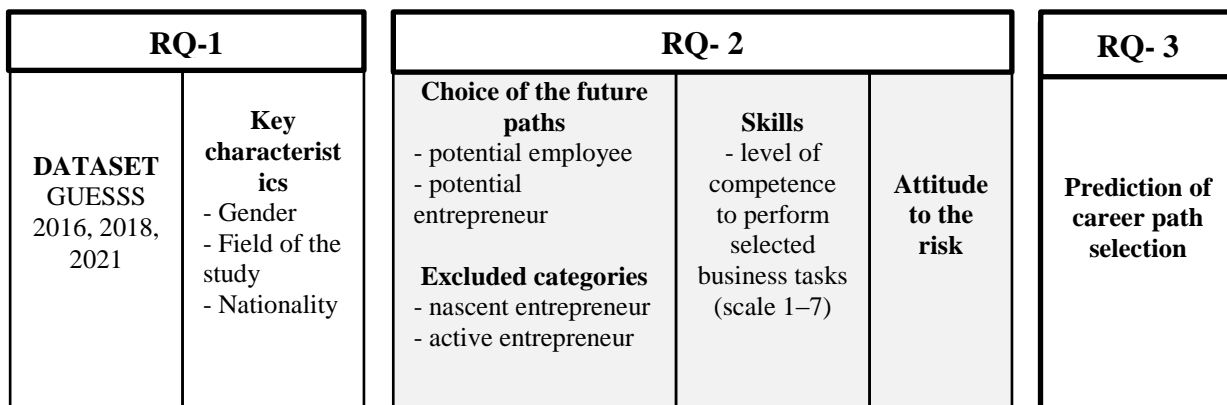 RQ-1
DATASET
GUESSS
2016, 2018,
2021
Key
characterist
ics
- Gender
- Field of the
study
- Nationality
RQ- 2
Choice of the future
paths
- potential employee
- potential
entrepreneur
Excluded categories
- nascent entrepreneur
- active entrepreneur
Skills
- level of
competence
to perform
selected
business tasks
(scale 1–7)
Attitude
to the
risk
RQ- 3
Prediction of
career path
selection